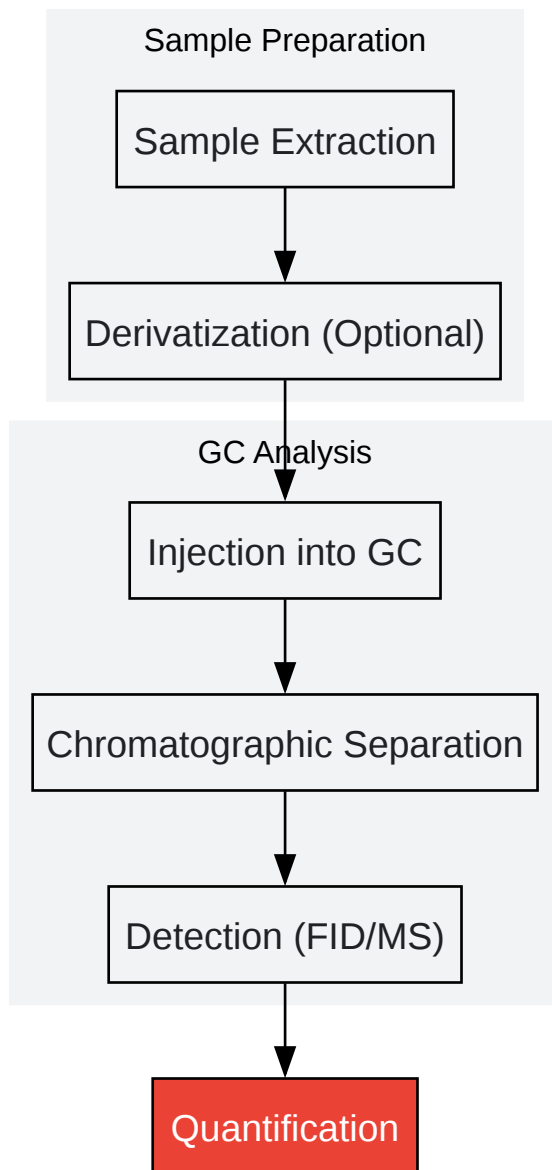 Sample Preparation
Sample Extraction
Derivatization (Optional)
GC Analysis
Injection into GC
Chromatographic Separation
Detection (FID/MS)
Quantification